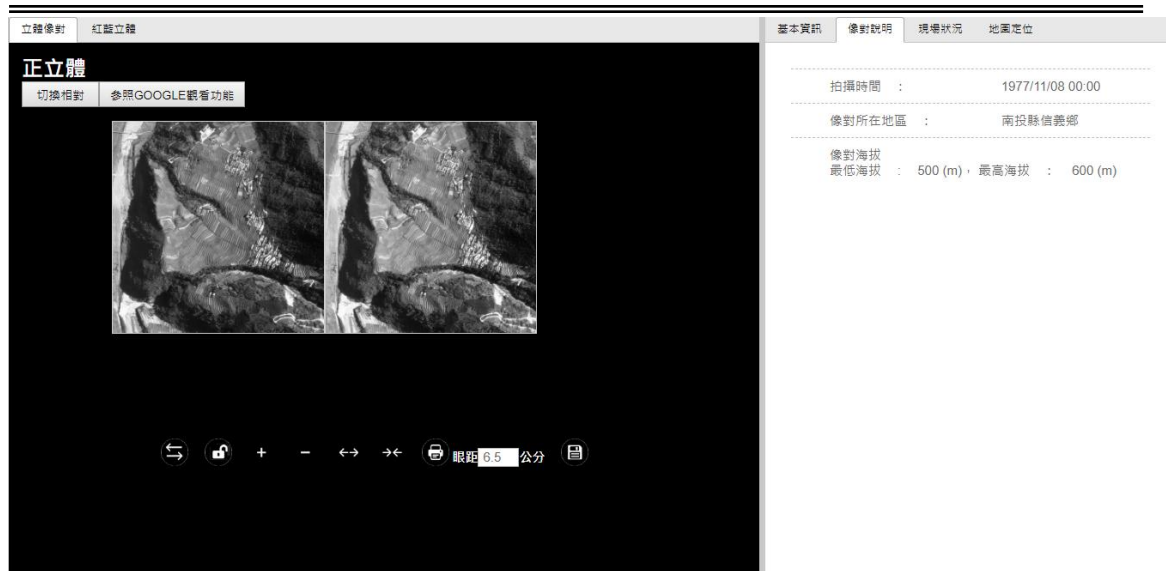 立體像對
紅藍立體
正立體
切換相對
參照GOOGLE觀看功能
+ - ↔ →←
眼距 6.5 公分
基本資訊
像對說明
現場狀況
地圖定位
拍攝時間 : 1977/11/08 00:00
像對所在地區 : 南投縣信義鄉
像對海拔
最低海拔 : 500 (m),最高海拔 : 600 (m)